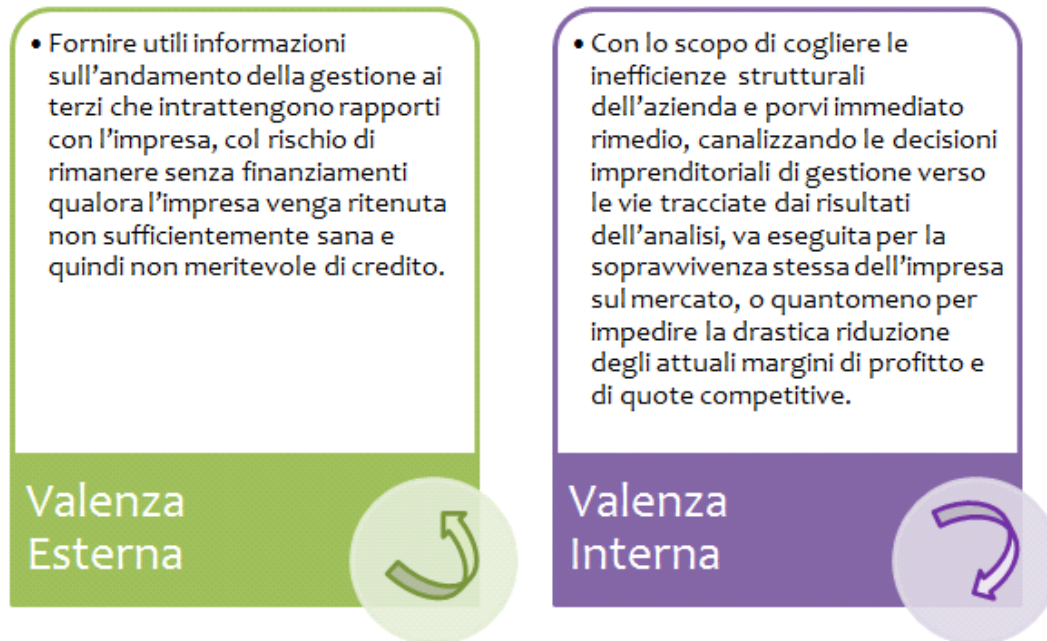 • Fornire utili informazioni
sull’andamento della gestione ai
terzi che intrattengono rapporti
con l’impresa, col rischio di
rimanere senza finanziamenti
qualora l’impresa venga ritenuta
non sufficientemente sana e
quindi non meritevole di credito.
Valenza
Esterna
• Con lo scopo di cogliere le
inefficienze strutturali
dell’azienda e porvi immediato
rimedio, canalizzando le decisioni
imprenditoriali di gestione verso
le vie tracciate dai risultati
dell’analisi, va eseguita per la
sopravvivenza stessa dell’impresa
sul mercato, o quantomeno per
impedire la drastica riduzione
degli attuali margini di profitto e
di quote competitive.
Valenza
Interna